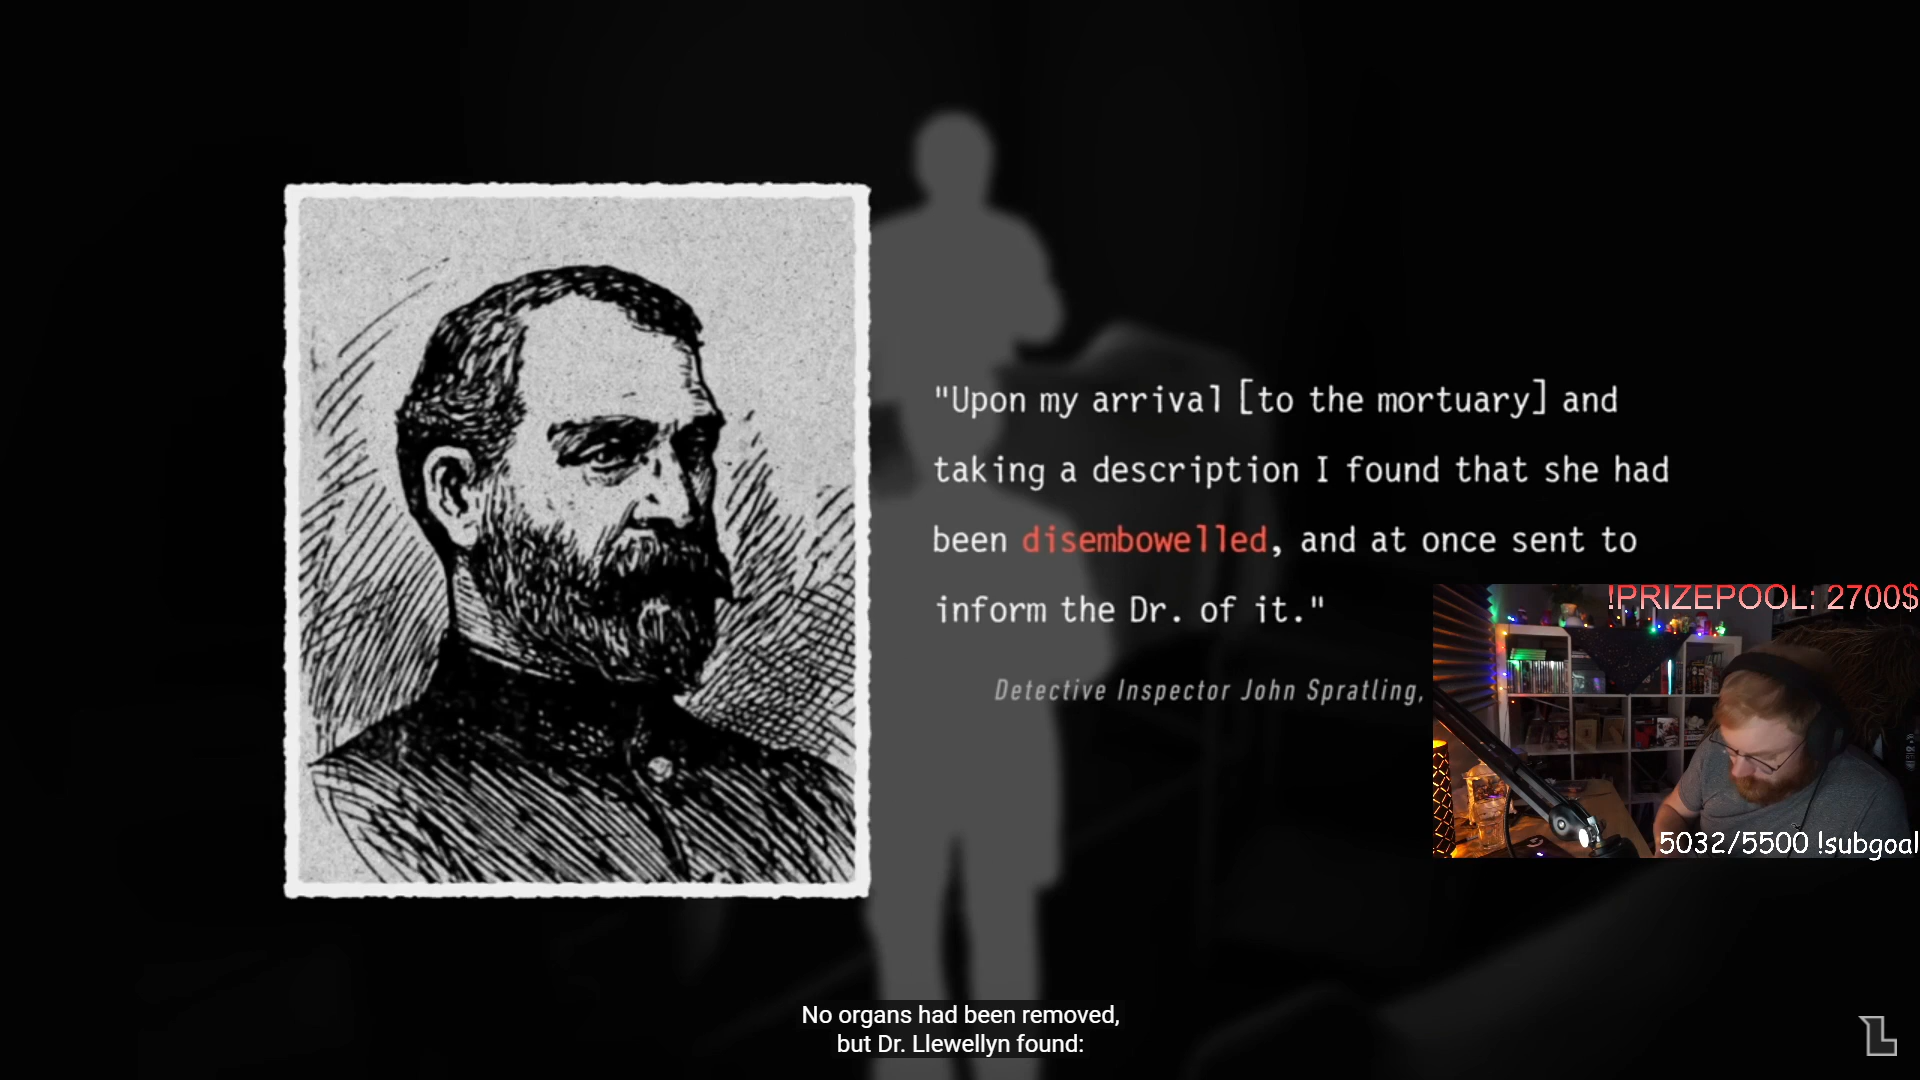 "Upon my arrival [to the mortuary] and
taking a description I found that she had
been disembowelled, and at once sent to
inform the Dr. of it."
Detective Inspector John Spratling,
!PRIZEPOOL: 2700$
5032/5500 !subgoal
No organs had been removed,
but Dr. Llewellyn found: